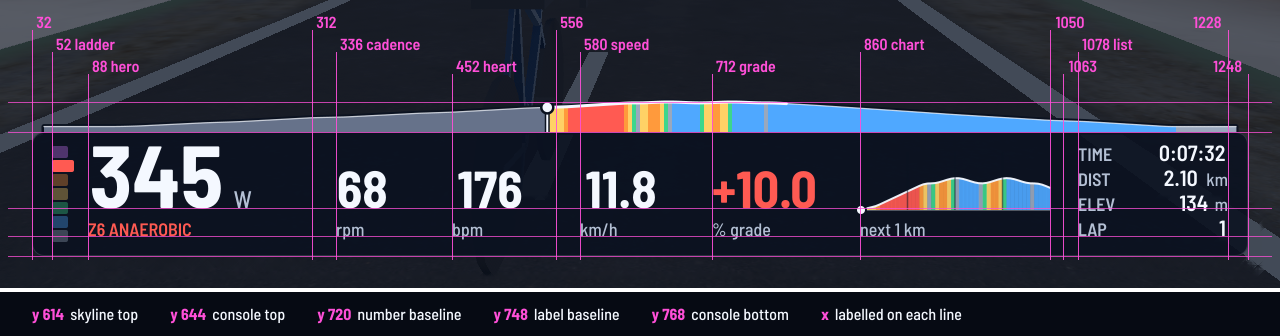 32 312 556 1050 1228
52 ladder 336 cadence 580 speed 860 chart 1078 list
88 hero 452 heart 712 grade 1063 1248
345 W 68 176 11.8 +10.0
Z6 ANAEROBIC rpm bpm km/h % grade next 1 km
TIME 0:07:32
DIST 2.10 km
ELEV 134 m
LAP 1
y 614 skyline top y 644 console top y 720 number baseline y 748 label baseline y 768 console bottom x labelled on each line